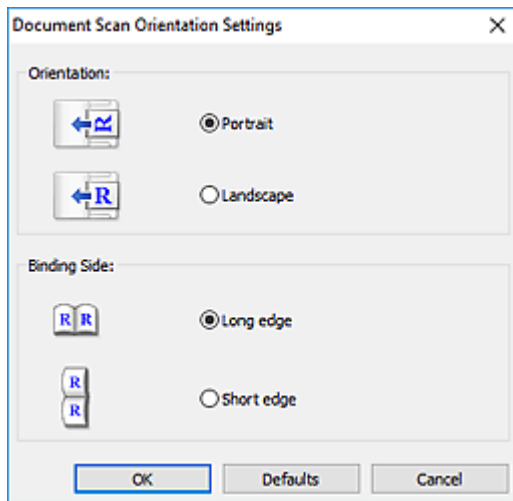 Document Scan Orientation Settings
Orientation:
R
Portrait
R
Landscape
Binding Side:
R R
Long edge
R
R
Short edge
OK Defaults Cancel